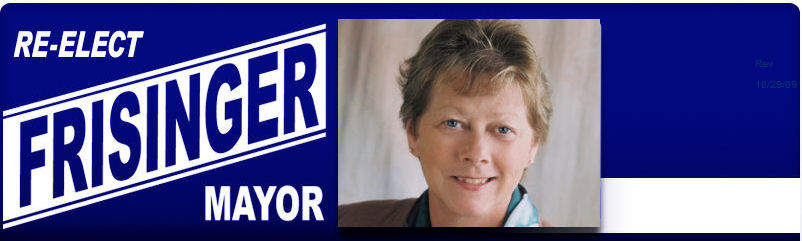 RE-ELECT
FRISINGER
MAYOR
Rev
10/29/09